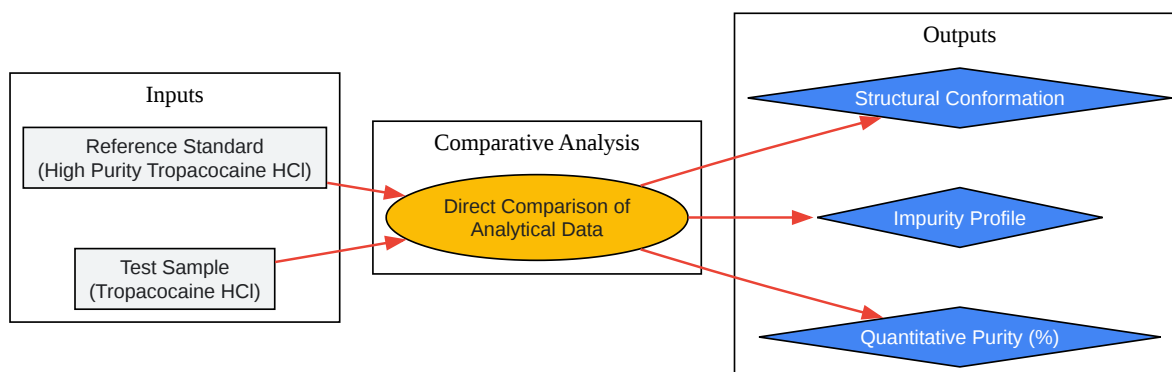 Inputs
Reference Standard
(High Purity Tropacocaine HCl)
Test Sample
(Tropacocaine HCl)
Comparative Analysis
Direct Comparison of
Analytical Data
Outputs
Structural Conformation
Impurity Profile
Quantitative Purity (%)